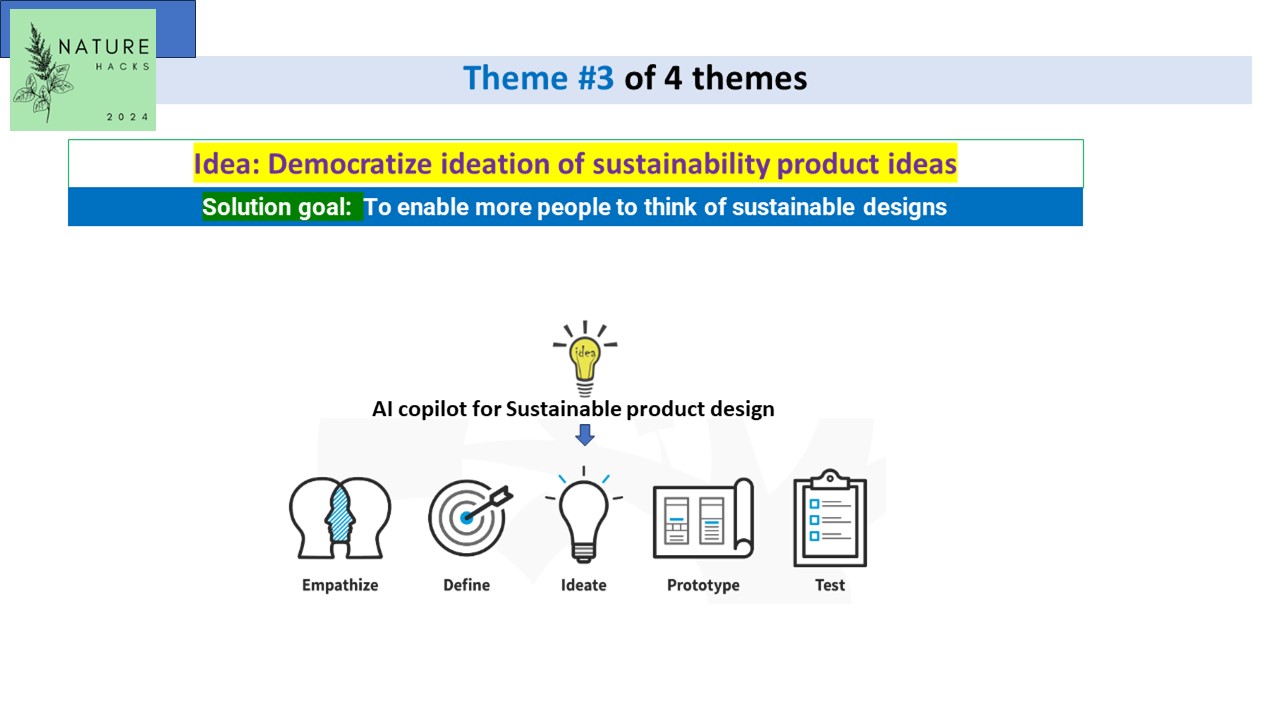 NATURE
HACKS
2024
Theme #3 of 4 themes
Idea: Democratize ideation of sustainability product ideas
Solution goal: To enable more people to think of sustainable designs
idea
AI copilot for Sustainable product design
Empathize Define Ideate Prototype Test